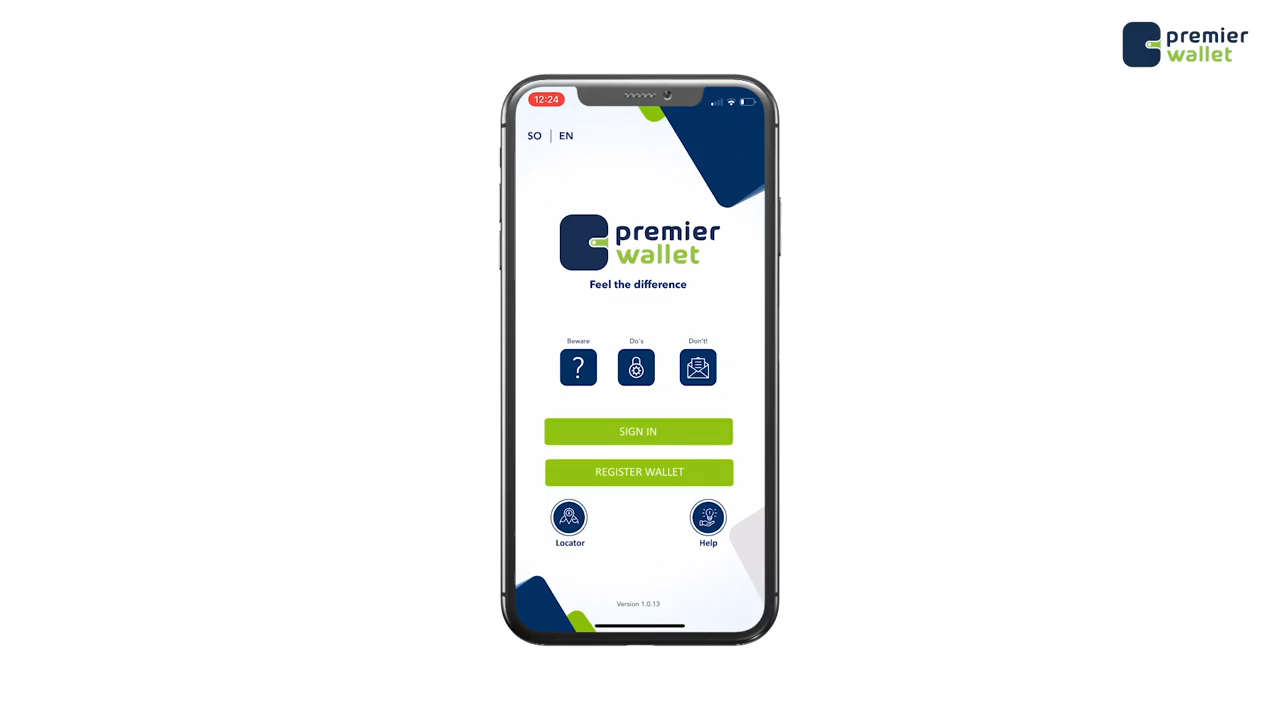 premier
wallet
12:24
SO | EN
premier
wallet
Feel the difference
Beware
Do's
Don't!
SIGN IN
REGISTER WALLET
Locator
Help
Version 1.0.13